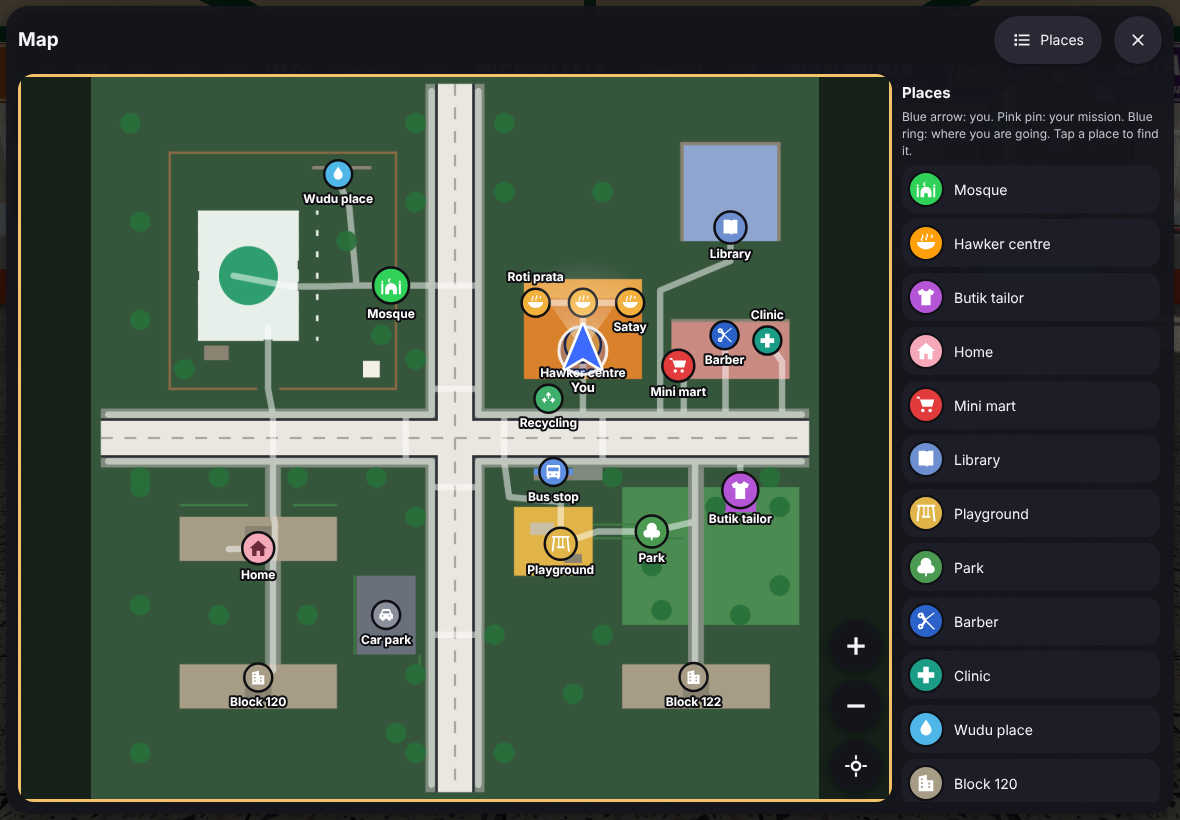 Map
Places
Places
Blue arrow: you. Pink pin: your mission. Blue
ring: where you are going. Tap a place to find
it.
Mosque
Hawker centre
Butik tailor
Home
Mini mart
Library
Playground
Park
Barber
Clinic
Wudu place
Block 120
Wudu place
Library
Roti prata
Mosque
Satay
Clinic
Barber
Hawker centre
You
Mini mart
Recycling
Bus stop
Butik tailor
Park
Playground
Home
Car park
Block 120
Block 122